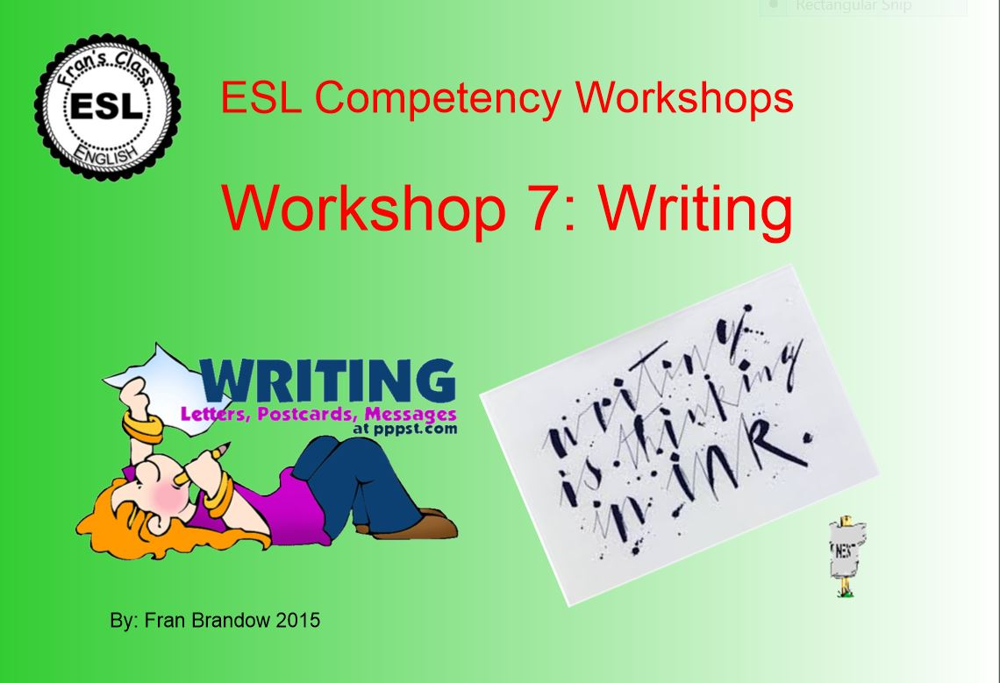 Rectangular Snip
Fran's Class
ESL
ENGLISH
ESL Competency Workshops
Workshop 7: Writing
WRITING
Letters, Postcards, Messages
at pppst.com
writing...
is thinking
in INK.
NEXT
By: Fran Brandow 2015